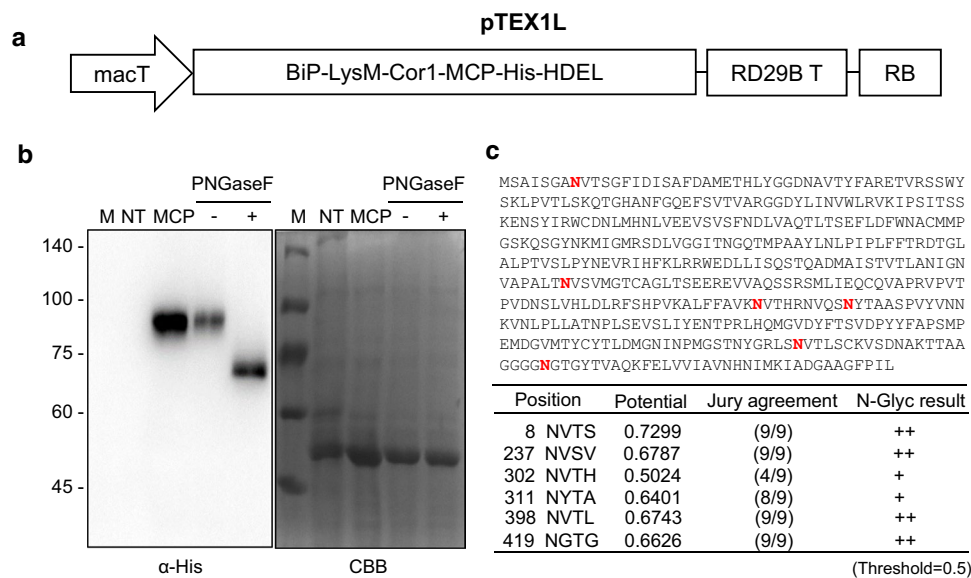 pTEX1L
a
macT
BiP-LysM-Cor1-MCP-His-HDEL
RD29B T
RB
b
PNGaseF
PNGaseF
M NT MCP - +
M NT MCP - +
140 -
100 -
75 -
60 -
45 -
α-His
CBB
c
MSAISGANVTSGFIDISAFDAMETHLYGGDNAVTYFARETVRSSWY
SKLPVTLSKQTGHANFGQEFSVTVARGGDYLINVWLRVKIPSITSS
KENSYIRWCDNLMHNLVEEVSVSFNDLVAQTLTSEFLDFWNACMMP
GSKQSGYNKMIGMRSDLVGGITNGQTMPAAYLNLPIPLFFTRDTGL
ALPTVSLPYNEVRIHFKLRRWEDLLISQSTQADMAISTVTLANIGN
VAPALTNVSVMGTCAGLTSEEREVVAQSSRSMLIEQCQVAPRVPVT
PVDNSLVHLDLRFSHPVKALFFAVKNVTHRNVQSNYTAASPVYVNN
KVNLPLLATNPLSEVSLIYENTPRLHQMGVDYFTSVDPYYFAPSMP
EMDGVMTYCYTLDMGNINPMGSTNYGRLSNVTLSCKVSDNAKTTAA
GGGGNGTGYTVAQKFELVVIAVNHNIMKIADGAAGFPIL
Position Potential Jury agreement N-Glyc result
8 NVTS 0.7299 (9/9) ++
237 NVSV 0.6787 (9/9) ++
302 NVTH 0.5024 (4/9) +
311 NYTA 0.6401 (8/9) +
398 NVTL 0.6743 (9/9) ++
419 NGTG 0.6626 (9/9) ++
(Threshold=0.5)